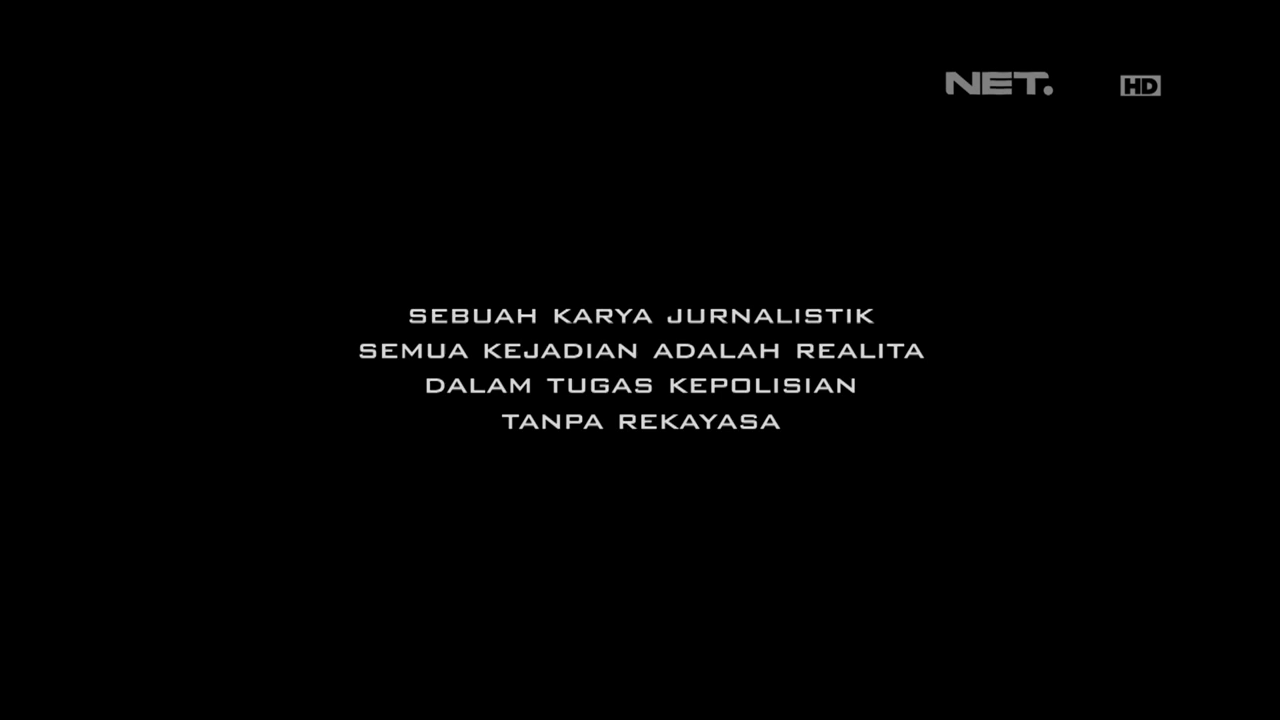 NET. HD
SEBUAH KARYA JURNALISTIK
SEMUA KEJADIAN ADALAH REALITA
DALAM TUGAS KEPOLISIAN
TANPA REKAYASA